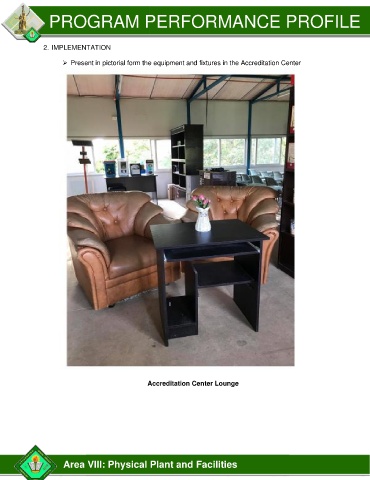 PROGRAM PERFORMANCE PROFILE
2. IMPLEMENTATION
➢ Present in pictorial form the equipment and fixtures in the Accreditation Center
Accreditation Center Lounge
Area VIII: Physical Plant and Facilities